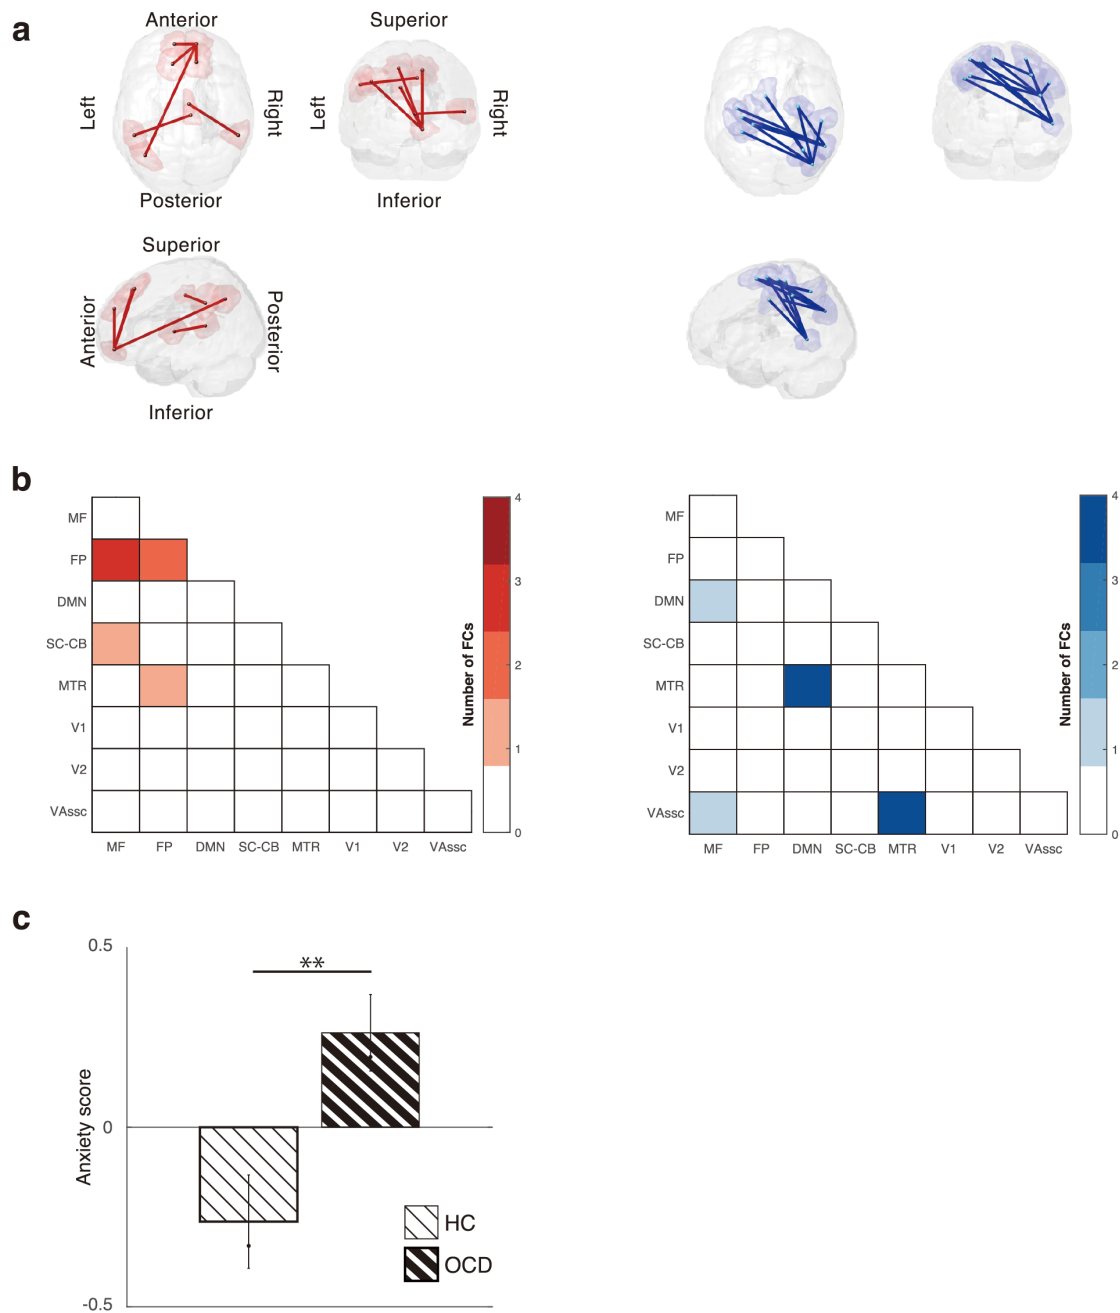 a
Anterior
Superior
Left
Right
Left
Right
Posterior
Inferior
Superior
Anterior
Posterior
Inferior
b
MF
FP
DMN
SC-CB
MTR
V1
V2
VAssc
MF FP DMN SC-CB MTR V1 V2 VAssc
Number of FCs
4
3
2
1
0
MF
FP
DMN
SC-CB
MTR
V1
V2
VAssc
MF FP DMN SC-CB MTR V1 V2 VAssc
Number of FCs
4
3
2
1
0
c
0.5
**
Anxiety score
0
HC
OCD
-0.5